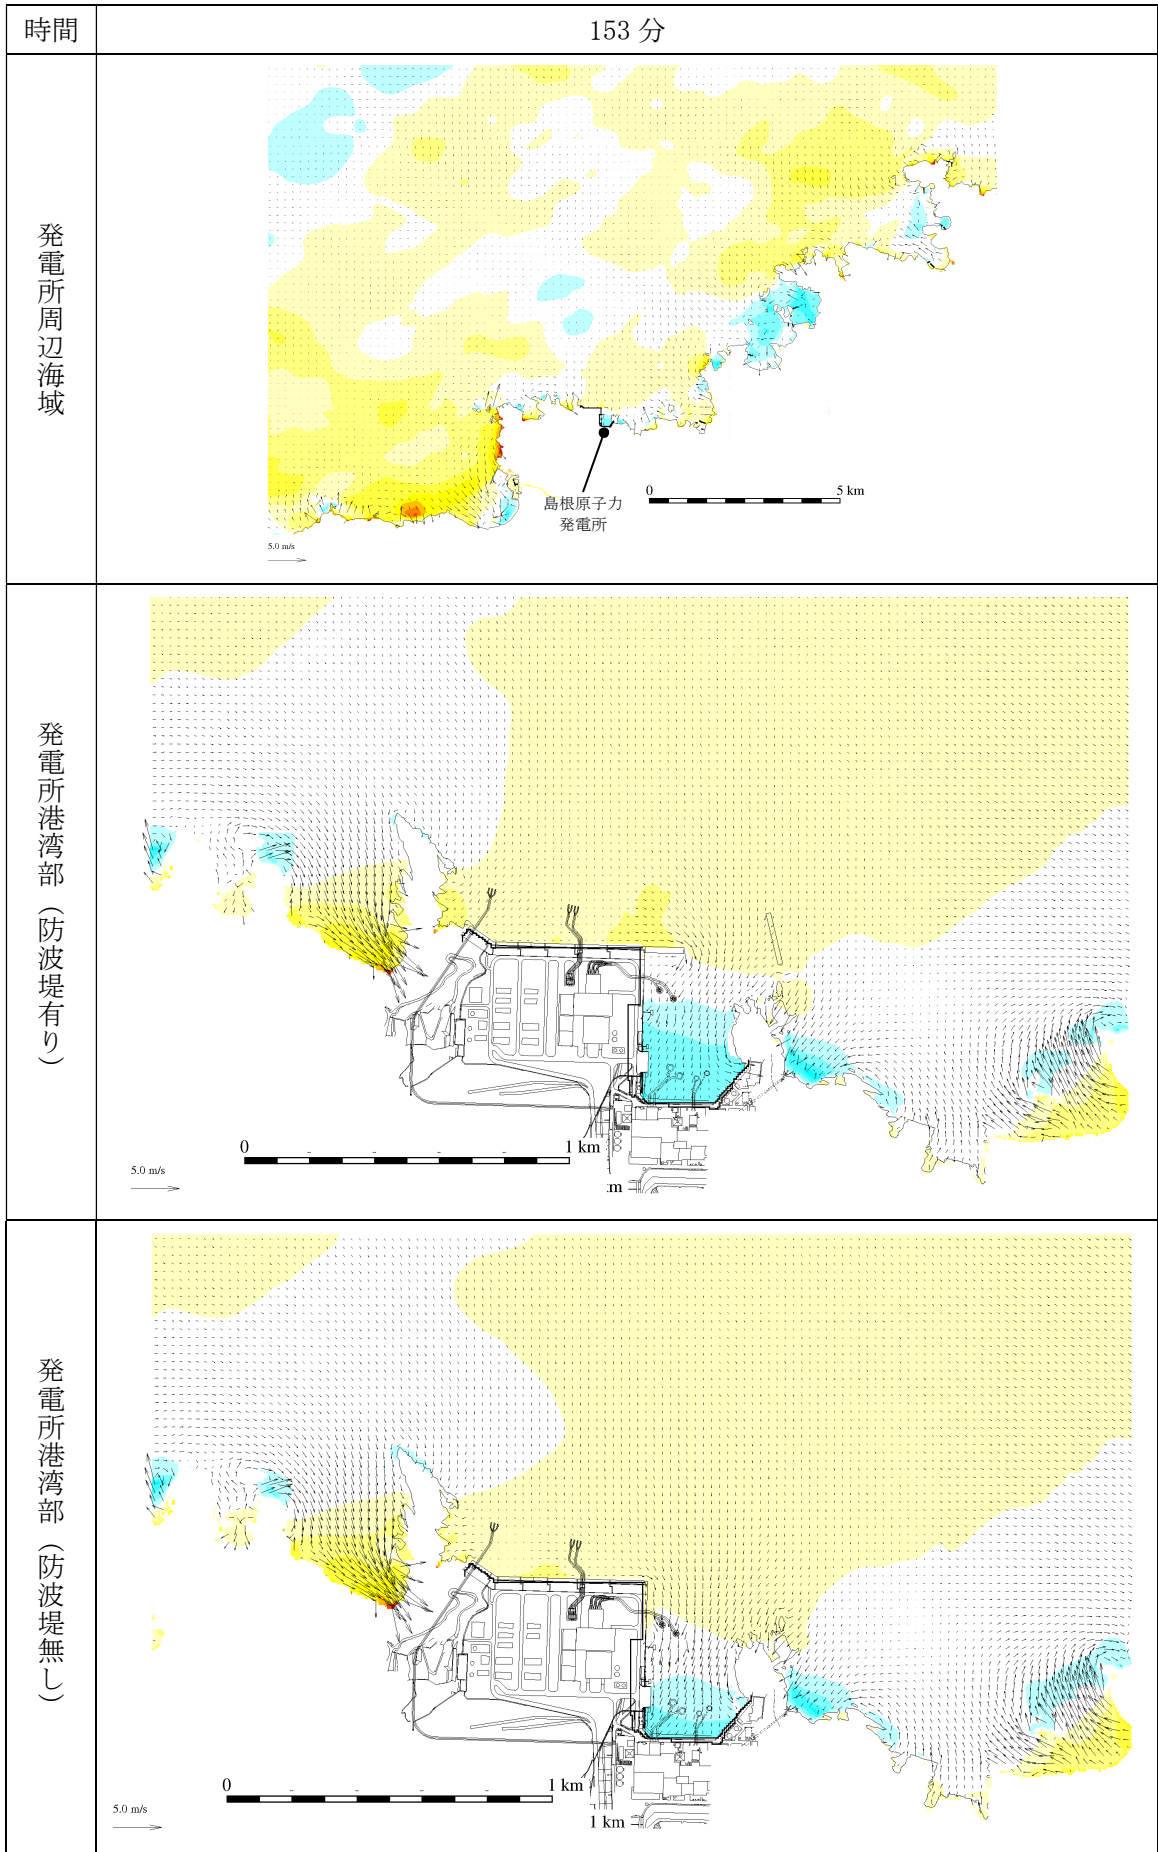 時間
153 分
発電所周辺海域
島根原子力
発電所
0
5 km
5.0 m/s
発電所港湾部（防波堤有り）
0
1 km
5.0 m/s
:m
発電所港湾部（防波堤無し）
0
1 km
5.0 m/s
1 km